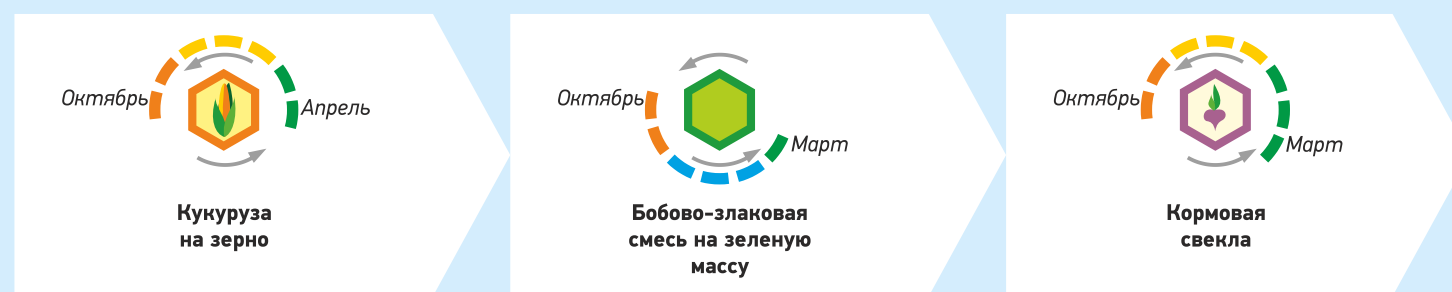 Октябрь
Апрель
Кукуруза
на зерно
Октябрь
Март
Бобово-злаковая
смесь на зеленую
массу
Октябрь
Март
Кормовая
свекла